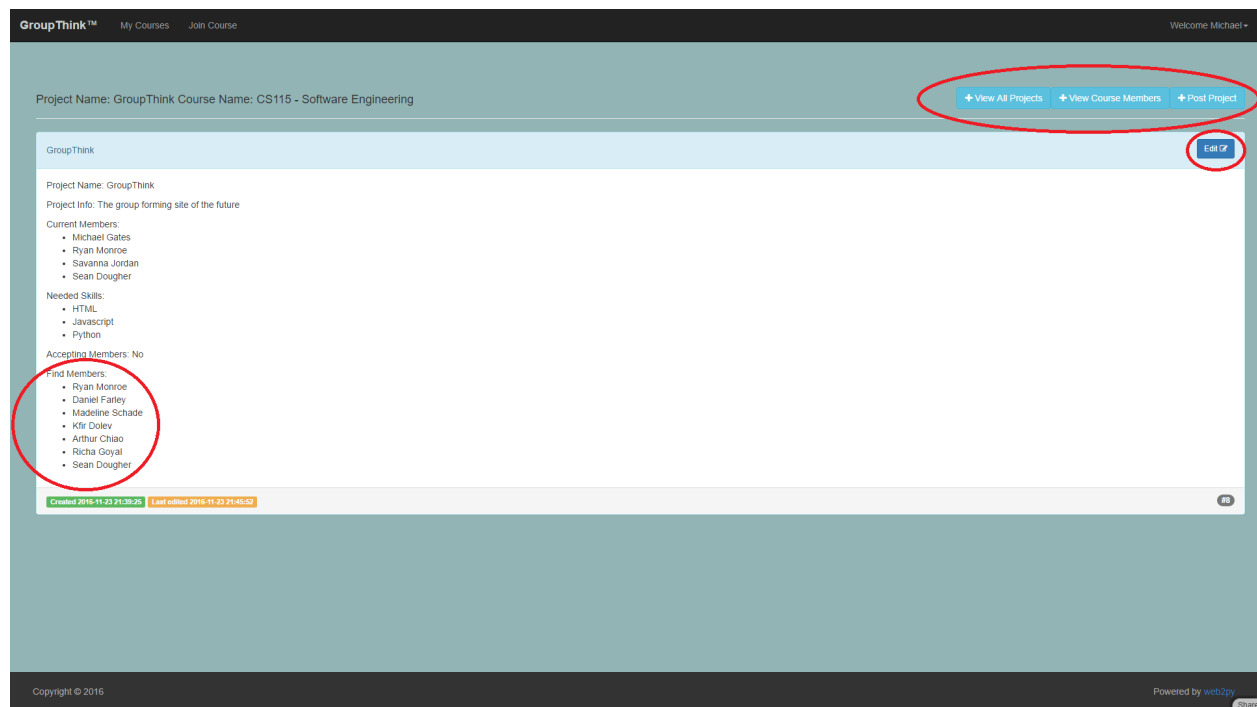 GroupThink™ My Courses Join Course Welcome Michael
Project Name: GroupThink Course Name: CS115 - Software Engineering
View All Projects View Course Members Post Project
GroupThink Edit
Project Name: GroupThink
Project Info: The group forming site of the future
Current Members:
Michael Gates
Ryan Monroe
Savanna Jordan
Sean Dougher
Needed Skills:
HTML
Javascript
Python
Accepting Members: No
Find Members:
Ryan Monroe
Daniel Farley
Madeline Schade
Kfir Dolev
Arthur Chiao
Richa Goyal
Sean Dougher
Created 2016-11-23 21:39:25 Last edited 2016-11-23 21:45:52 #8
Copyright © 2016 Powered by web2py